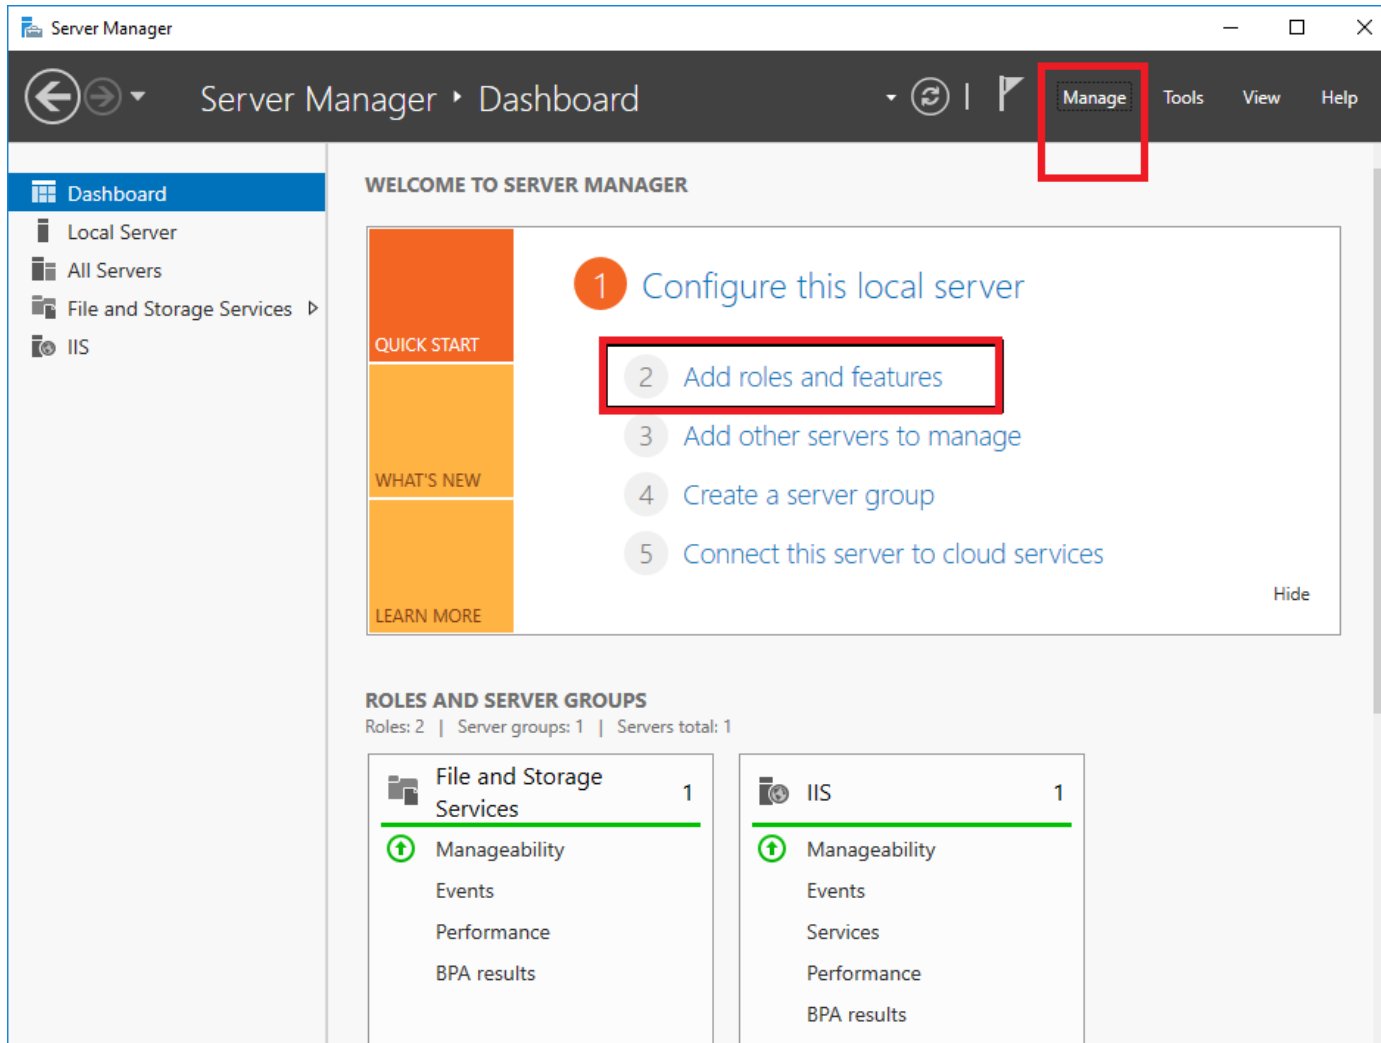 Server Manager
Server Manager ‣ Dashboard
Manage Tools View Help
Dashboard
Local Server
All Servers
File and Storage Services
IIS
WELCOME TO SERVER MANAGER
QUICK START
WHAT'S NEW
LEARN MORE
1 Configure this local server
2 Add roles and features
3 Add other servers to manage
4 Create a server group
5 Connect this server to cloud services
Hide
ROLES AND SERVER GROUPS
Roles: 2 | Server groups: 1 | Servers total: 1
File and Storage
Services
1
Manageability
Events
Performance
BPA results
IIS 1
Manageability
Events
Services
Performance
BPA results